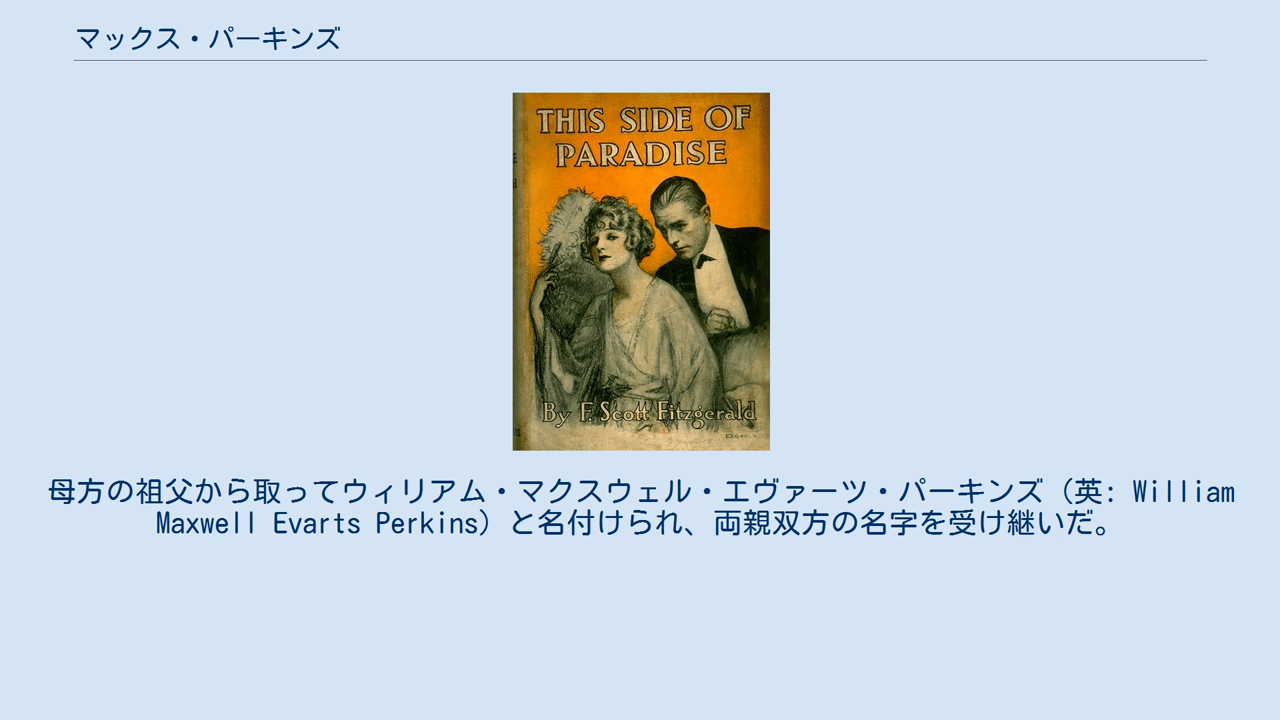 マックス・パーキンズ
THIS SIDE OF
PARADISE
By F. Scott Fitzgerald
母方の祖父から取ってウィリアム・マクスウェル・エヴァーツ・パーキンズ（英: William
Maxwell Evarts Perkins）と名付けられ、両親双方の名字を受け継いだ。